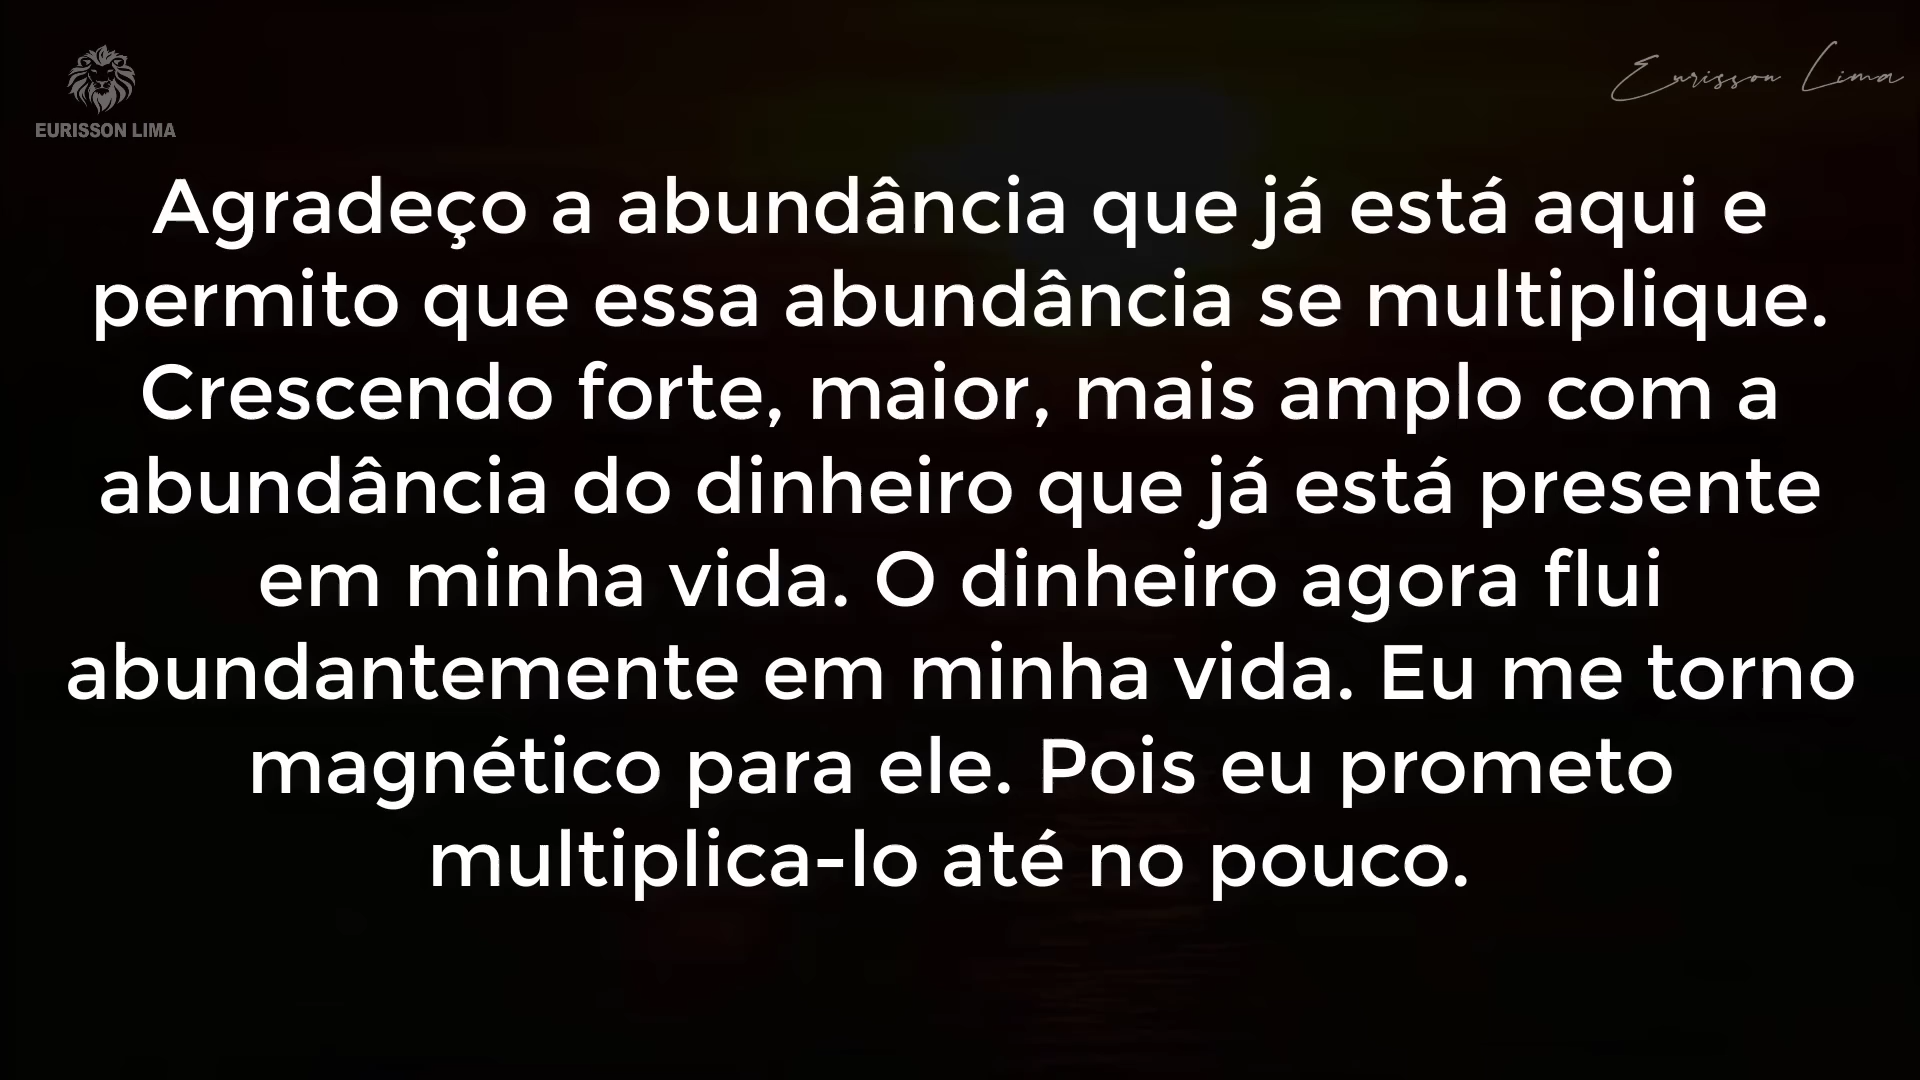 EURISSON LIMA
Eurisson Lima
Agradeço a abundância que já está aqui e
permito que essa abundância se multiplique.
Crescendo forte, maior, mais amplo com a
abundância do dinheiro que já está presente
em minha vida. O dinheiro agora flui
abundantemente em minha vida. Eu me torno
magnético para ele. Pois eu prometo
multiplica-lo até no pouco.